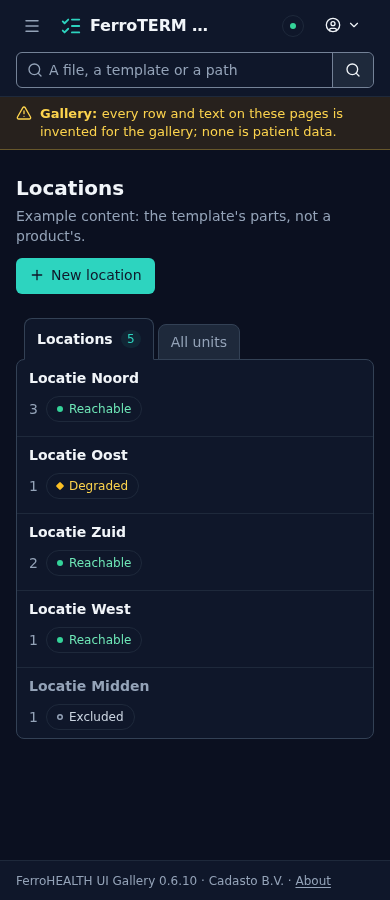 FerroTERM ...
A file, a template or a path
Gallery: every row and text on these pages is
invented for the gallery; none is patient data.
Locations
Example content: the template's parts, not a
product's.
New location
Locations 5
All units
Locatie Noord
3 Reachable
Locatie Oost
1 Degraded
Locatie Zuid
2 Reachable
Locatie West
1 Reachable
Locatie Midden
1 Excluded
FerroHEALTH UI Gallery 0.6.10 · Cadasto B.V. · About